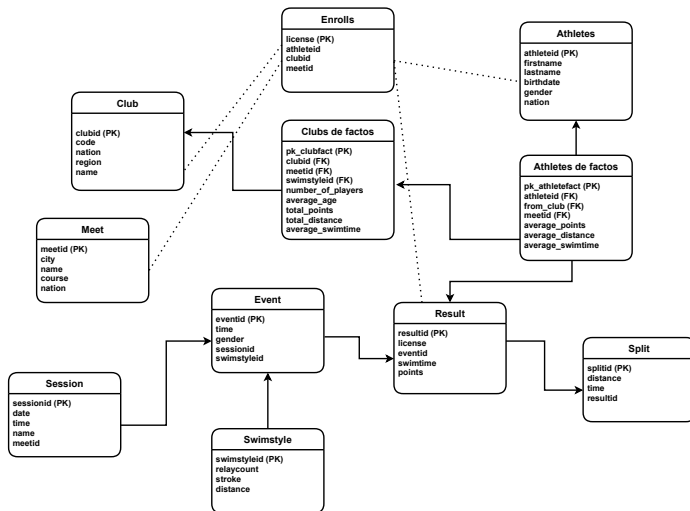 Enrolls
license (PK)
athleteid
clubid
meetid
Athletes
athleteid (PK)
firstname
lastname
birthdate
gender
nation
Club
clubid (PK)
code
nation
region
name
Clubs de factos
pk_clubfact (PK)
clubid (FK)
meetid (FK)
swimstyleid (FK)
number_of_players
average_age
total_points
total_distance
average_swimtime
Athletes de factos
pk_athletefact (PK)
athleteid (FK)
from_club (FK)
meetid (FK)
average_points
average_distance
average_swimtime
Meet
meetid (PK)
city
name
course
nation
Event
eventid (PK)
time
gender
sessionid
swimstyleid
Result
resultid (PK)
license
eventid
swimtime
points
Split
splitid (PK)
distance
time
resultid
Session
sessionid (PK)
date
time
name
meetid
Swimstyle
swimstyleid (PK)
relaycount
stroke
distance